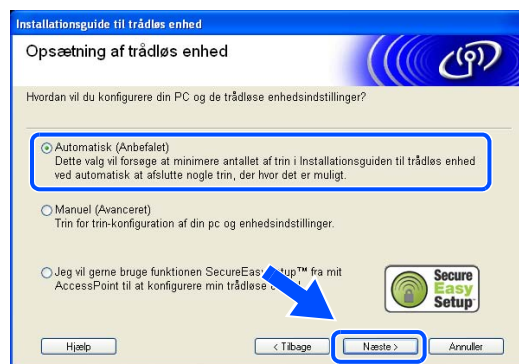 Installationsguide til trådløs enhed
Opsætning af trådløs enhed
Hvordan vil du konfigurere din PC og de trådløse enhedsindstillinger?
Automatisk (Anbefalet)
Dette valg vil forsøge at minimere antallet af trin i Installationsguiden til trådløs enhed
ved automatisk at afslutte nogle trin, der hvor det er muligt.
Manuel (Avanceret)
Trin for trin-konfiguration af din pc og enhedsindstillinger.
Jeg vil gerne bruge funktionen fra mit
AccessPoint til at konfigurere min trådløse
Secure
Easy
Setup
Hjælp
< Tilbage
Næste >
Annuller